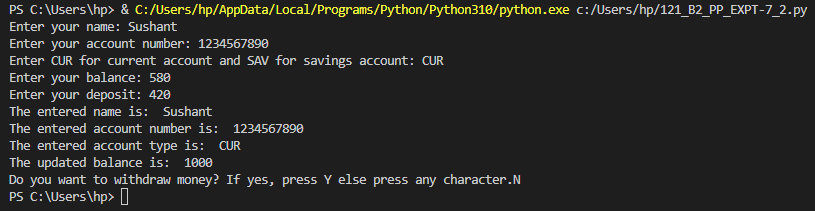 PS C:\Users\hp> & C:/Users/hp/AppData/Local/Programs/Python/Python310/python.exe c:/Users/hp/121_B2_PP_EXPT-7_2.py
Enter your name: Sushant
Enter your account number: 1234567890
Enter CUR for current account and SAV for savings account: CUR
Enter your balance: 580
Enter your deposit: 420
The entered name is:  Sushant
The entered account number is:  1234567890
The entered account type is:  CUR
The updated balance is:  1000
Do you want to withdraw money? If yes, press Y else press any character.N
PS C:\Users\hp>